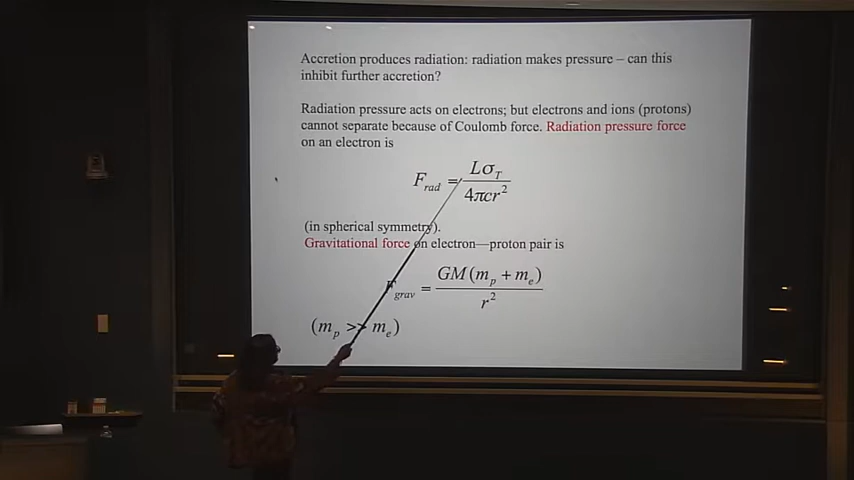 Accretion produces radiation: radiation makes pressure – can this
inhibit further accretion?
Radiation pressure acts on electrons; but electrons and ions (protons)
cannot separate because of Coulomb force. Radiation pressure force
on an electron is
F_rad = Lσ_T / 4πcr²
(in spherical symmetry).
Gravitational force on electron—proton pair is
F_grav = GM(m_p + m_e) / r²
(m_p >> m_e)